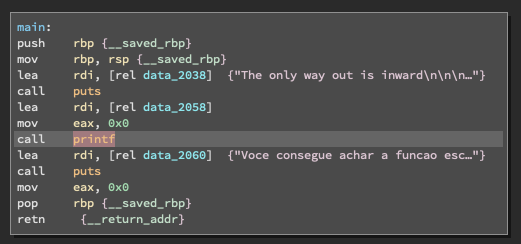 main:
push rbp {__saved_rbp}
mov rbp, rsp {__saved_rbp}
lea rdi, [rel data_2038] {"The only way out is inward\n\n\n…"}
call puts
lea rdi, [rel data_2058]
mov eax, 0x0
call printf
lea rdi, [rel data_2060] {"Voce consegue achar a funcao esc…"}
call puts
mov eax, 0x0
pop rbp {__saved_rbp}
retn {__return_addr}